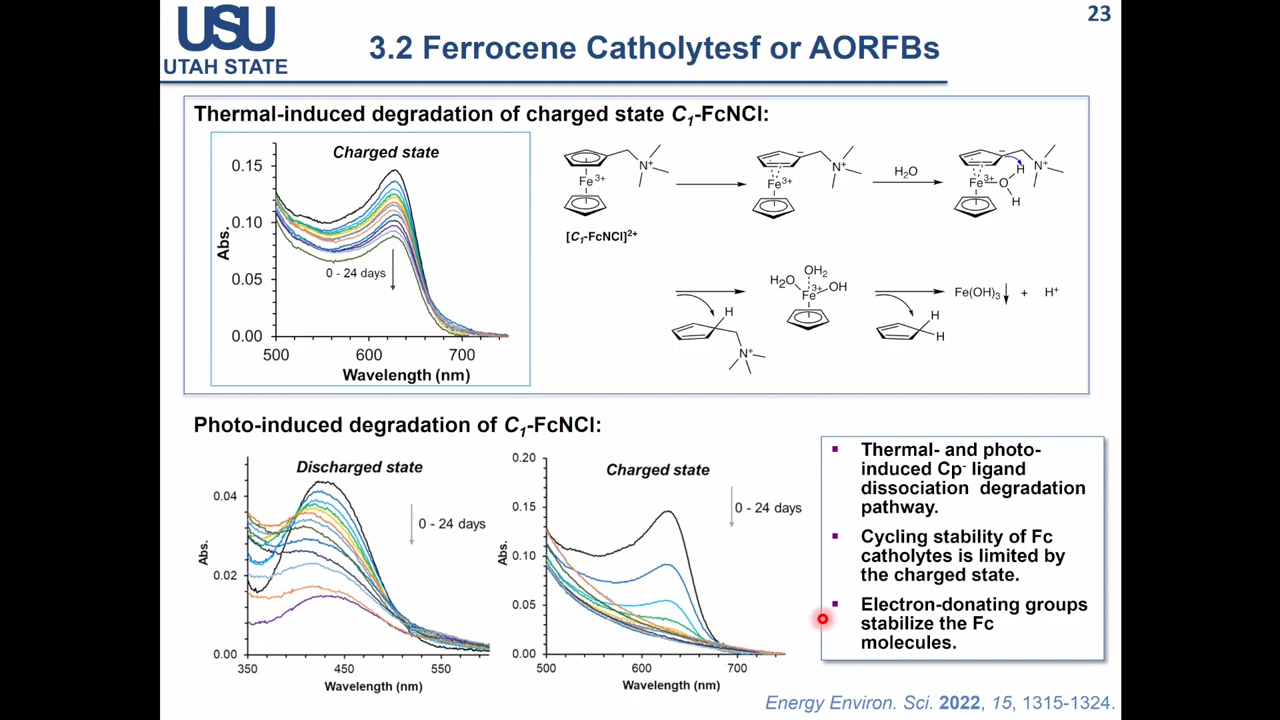 USU
UTAH STATE
23
3.2 Ferrocene Catholytesf or AORFBs
Thermal-induced degradation of charged state C1-FcNCl:
Charged state
0.15
0.10
0.05
0.00
Abs.
0 - 24 days
500 600 700
Wavelength (nm)
Fe 3+
N+
[C1-FcNCl]2+
Fe3+
N+
H2O
Fe 3+
N+
H
O
H
H
N+
H2O
OH2
OH
Fe 3+
H
H
Fe(OH)3 + H+
Photo-induced degradation of C1-FcNCl:
Discharged state
0.04
0.02
0.00
Abs.
0 - 24 days
350 450 550
Wavelength (nm)
Charged state
0.20
0.15
0.10
0.05
0.00
Abs.
0 - 24 days
500 600 700
Wavelength (nm)
▪ Thermal- and photo-
induced Cp- ligand
dissociation degradation
pathway.
▪ Cycling stability of Fc
catholytes is limited by
the charged state.
▪ Electron-donating groups
stabilize the Fc
molecules.
Energy Environ. Sci. 2022, 15, 1315-1324.